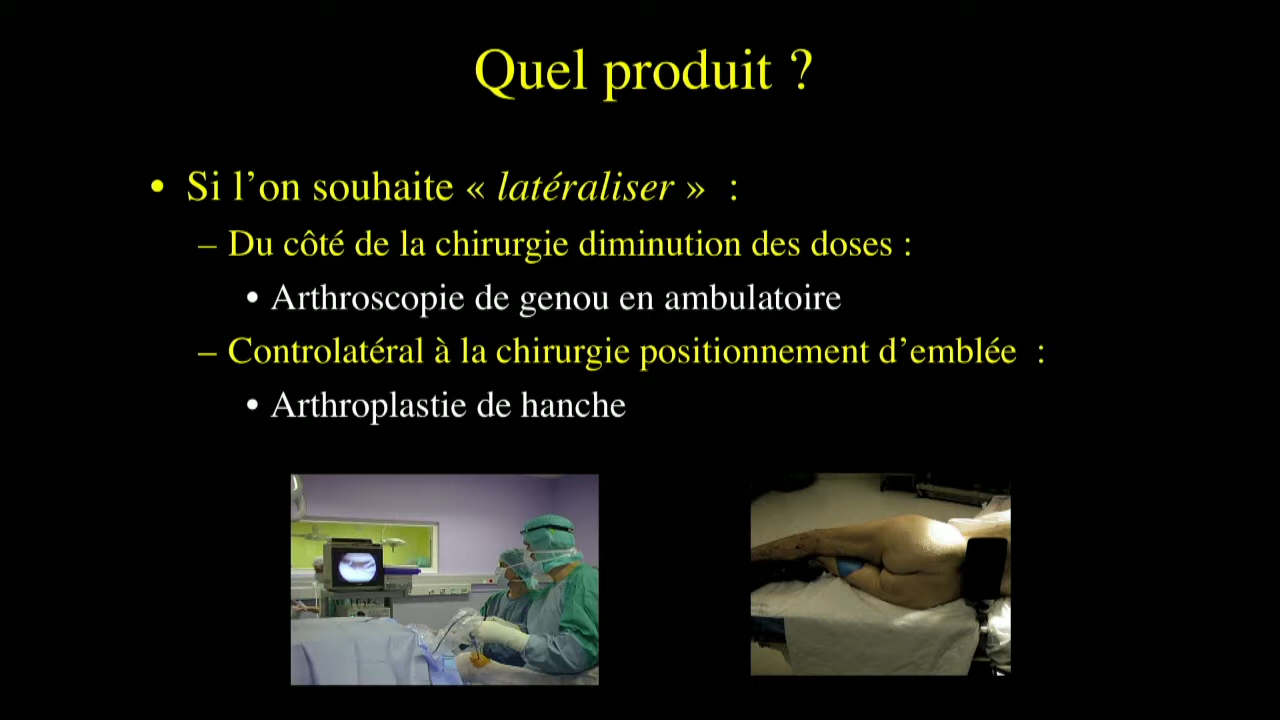 Quel produit ?
• Si l’on souhaite « latéraliser »  :
– Du côté de la chirurgie diminution des doses :
• Arthroscopie de genou en ambulatoire
– Controlatéral à la chirurgie positionnement d’emblée  :
• Arthroplastie de hanche